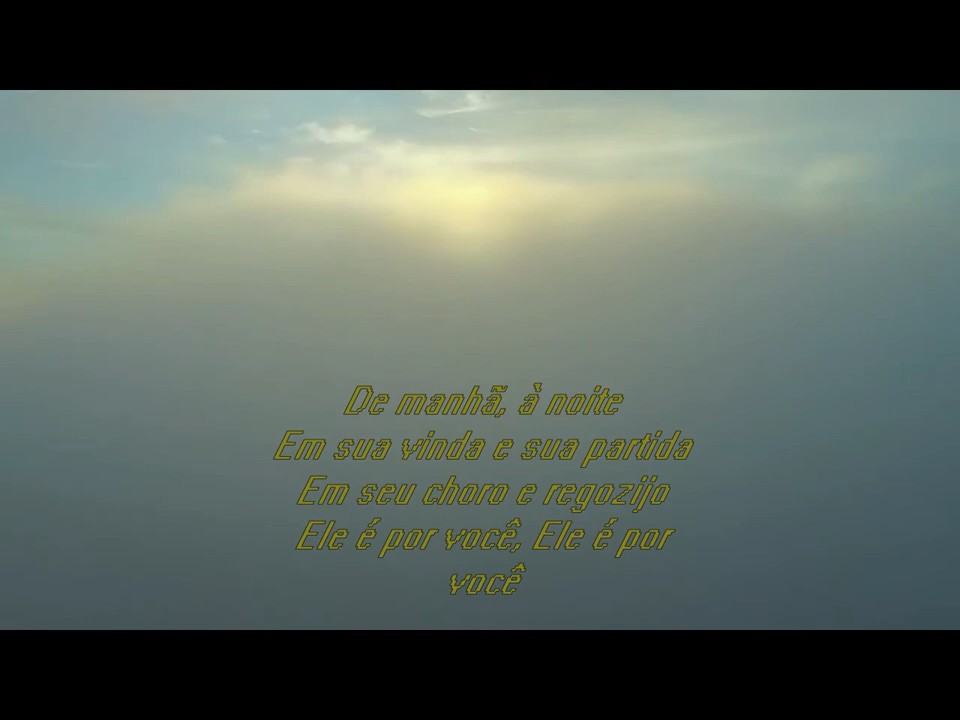 De manhã, à noite
Em sua vinda e sua partida
Em seu choro e regozijo
Ele é por você, Ele é por
você